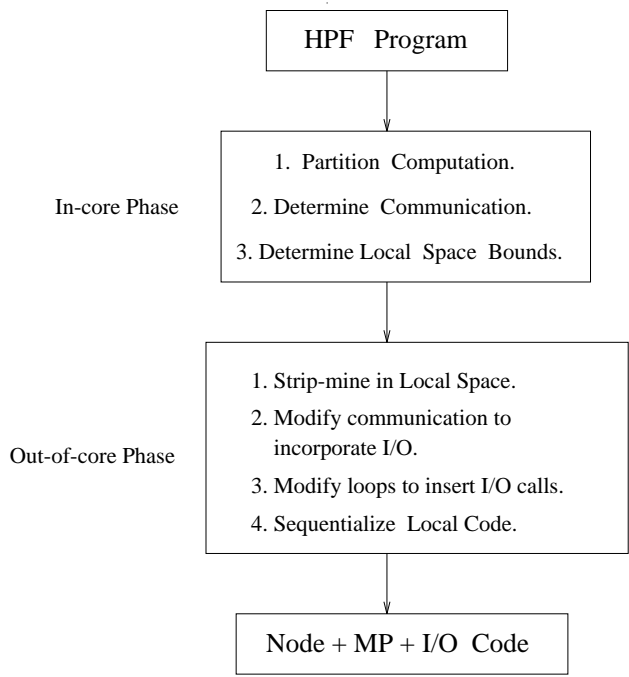 HPF Program
In-core Phase
1. Partition Computation.
2. Determine Communication.
3. Determine Local Space Bounds.
Out-of-core Phase
1. Strip-mine in Local Space.
2. Modify communication to
incorporate I/O.
3. Modify loops to insert I/O calls.
4. Sequentialize Local Code.
Node + MP + I/O Code